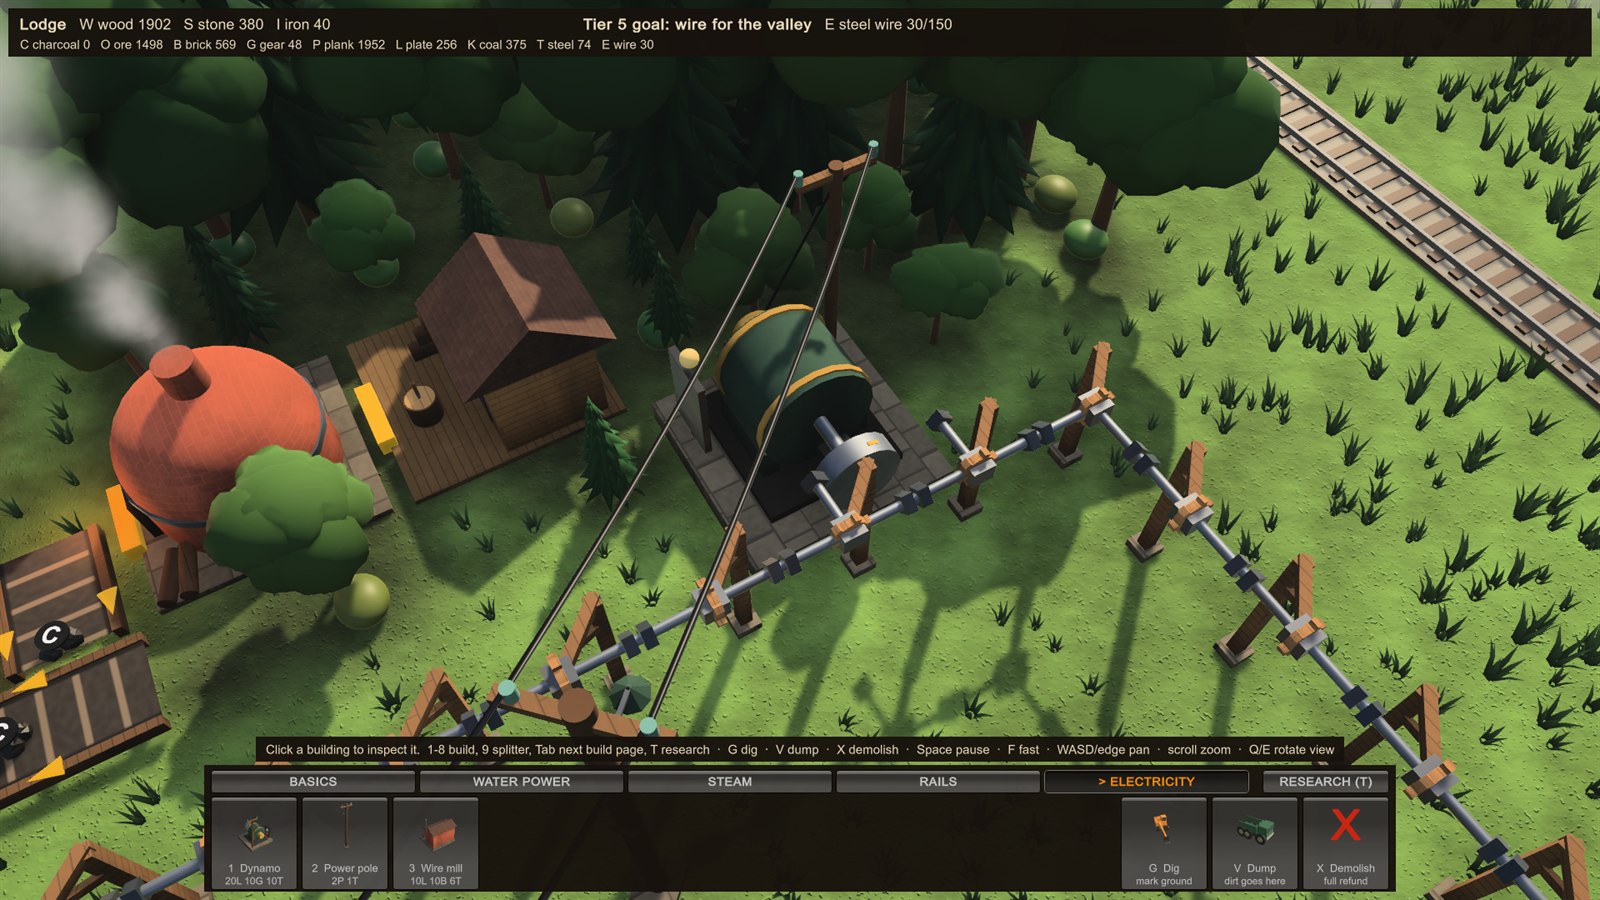 Lodge W wood 1902 S stone 380 I iron 40
Tier 5 goal: wire for the valley E steel wire 30/150
C charcoal 0 O ore 1498 B brick 569 G gear 48 P plank 1952 L plate 256 K coal 375 T steel 74 E wire 30
C
C
Click a building to inspect it. 1-8 build, 9 splitter, Tab next build page, T research · G dig · V dump · X demolish · Space pause · F fast · WASD/edge pan · scroll zoom · Q/E rotate view
BASICS
WATER POWER
STEAM
RAILS
> ELECTRICITY
RESEARCH (T)
1 Dynamo
20L 10G 10T
2 Power pole
2P 1T
3 Wire mill
10L 10B 6T
G Dig
mark ground
V Dump
dirt goes here
X
X Demolish
full refund